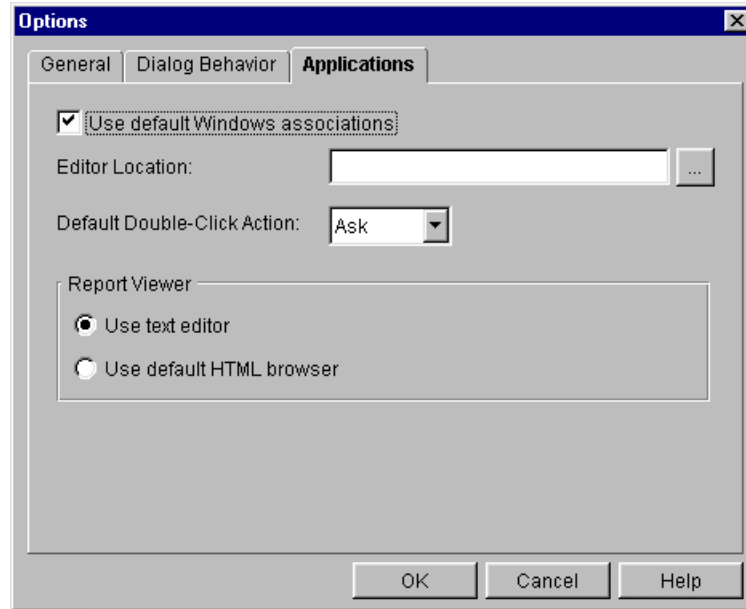 Options
General Dialog Behavior Applications
Use default Windows associations
Editor Location: ...
Default Double-Click Action: Ask
Report Viewer
Use text editor
Use default HTML browser
OK Cancel Help